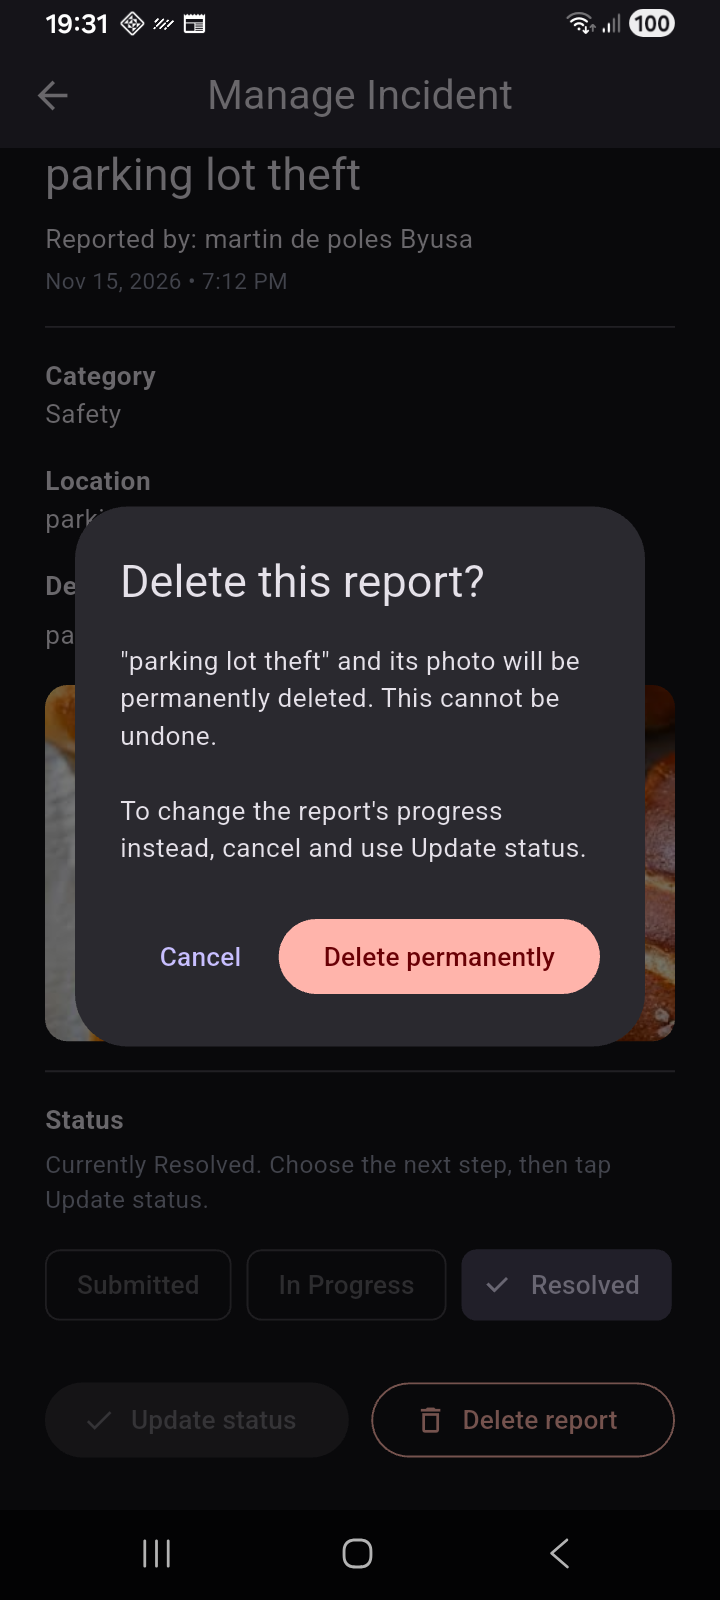 19:31
100
Manage Incident
parking lot theft
Reported by: martin de poles Byusa
Nov 15, 2026 • 7:12 PM
Category
Safety
Location
Delete this report?
"parking lot theft" and its photo will be
permanently deleted. This cannot be
undone.
To change the report's progress
instead, cancel and use Update status.
Cancel
Delete permanently
Status
Currently Resolved. Choose the next step, then tap
Update status.
Submitted
In Progress
Resolved
Update status
Delete report